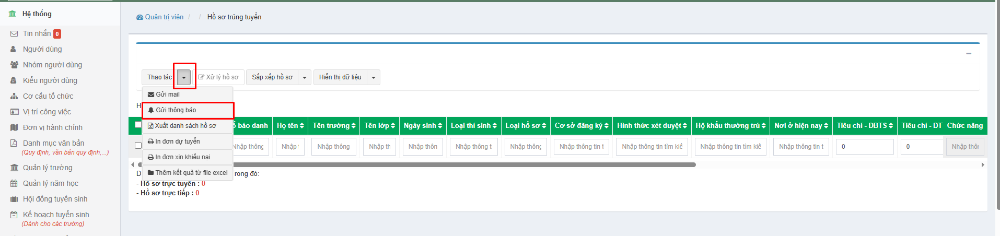 Hệ thống
Tin nhắn 0
Người dùng
Nhóm người dùng
Kiểu người dùng
Cơ cấu tổ chức
Vị trí công việc
Đơn vị hành chính
Danh mục văn bản
(Quy định, văn bản quy định,...)
Quản lý trường
Quản lý năm học
Hội đồng tuyển sinh
Kế hoạch tuyển sinh
(Dành cho các trường)
Quản trị viên / / Hồ sơ trúng tuyển
Thao tác Xử lý hồ sơ Sắp xếp hồ sơ Hiển thị dữ liệu
Gửi mail
Gửi thông báo
Xuất danh sách hồ sơ
In đơn dự tuyển
In đơn xin khiếu nại
Thêm kết quả từ file excel
H
báo danh Họ tên Tên trường Tên lớp Ngày sinh Loại thí sinh Loại hồ sơ Cơ sở đăng ký Hình thức xét duyệt Hộ khẩu thường trú Nơi ở hiện nay Tiêu chí - DBTS Tiêu chí - DT Chức năng
Nhập thông Nhập Nhập thông Nhập th Nhập thôn Nhập thông ti Nhập thông Nhập thông tin t Nhập thông tin tìm kiế Nhập thông tin tìm kiế Nhập thông tin t 0 0 Nhập thôn
Trong đó:
- Hồ sơ trực tuyến : 0
- Hồ sơ trực tiếp : 0